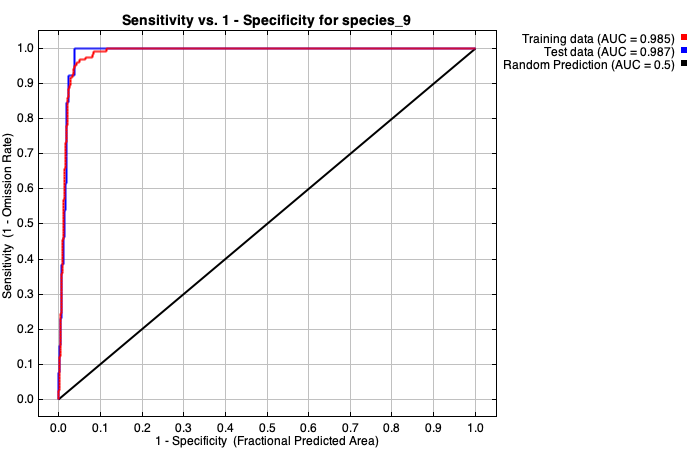 Sensitivity vs. 1 - Specificity for species_9
Training data (AUC = 0.985)
Test data (AUC = 0.987)
Random Prediction (AUC = 0.5)
Sensitivity (1 - Omission Rate)
1.0
0.9
0.8
0.7
0.6
0.5
0.4
0.3
0.2
0.1
0.0
0.0 0.1 0.2 0.3 0.4 0.5 0.6 0.7 0.8 0.9 1.0
1 - Specificity (Fractional Predicted Area)